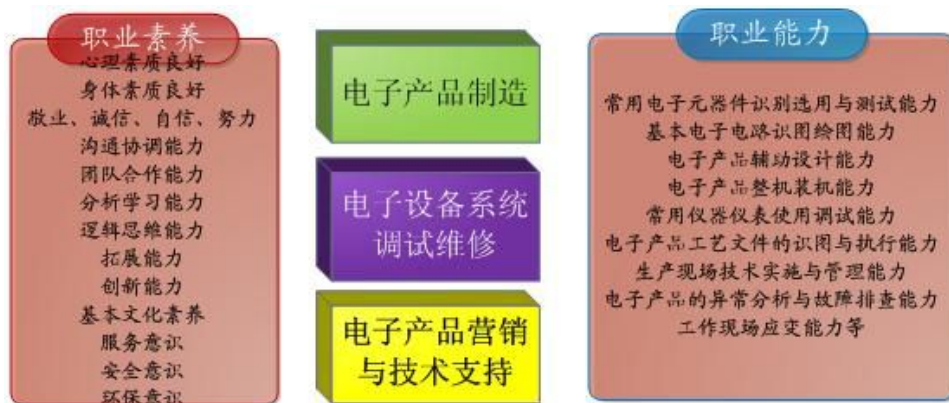 职业素养
心理素质良好
身体素质良好
敬业、诚信、自信、努力
沟通协调能力
团队合作能力
分析学习能力
逻辑思维能力
拓展能力
创新能力
基本文化素养
服务意识
安全意识
环保意识
电子产品制造
电子设备系统
调试维修
电子产品营销
与技术支持
职业能力
常用电子元器件识别选用与测试能力
基本电子电路识图绘图能力
电子产品辅助设计能力
电子产品整机装机能力
常用仪器仪表使用调试能力
电子产品工艺文件的识图与执行能力
生产现场技术实施与管理能力
电子产品的异常分析与故障排查能力
工作现场应变能力等